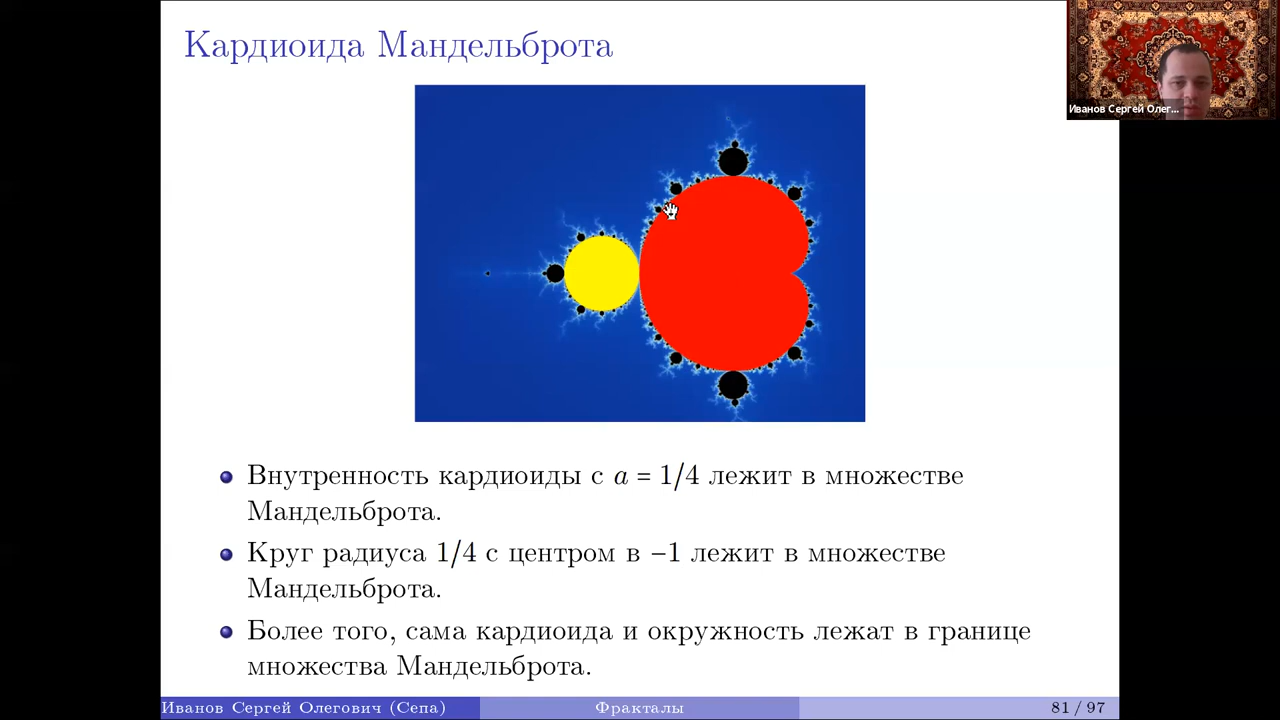 Кардиоида Мандельброта
Иванов Сергей Олег...
Внутренность кардиоиды с a = 1/4 лежит в множестве
Мандельброта.
Круг радиуса 1/4 с центром в −1 лежит в множестве
Мандельброта.
Более того, сама кардиоида и окружность лежат в границе
множества Мандельброта.
Иванов Сергей Олегович (Сепа)
Фракталы
81 / 97